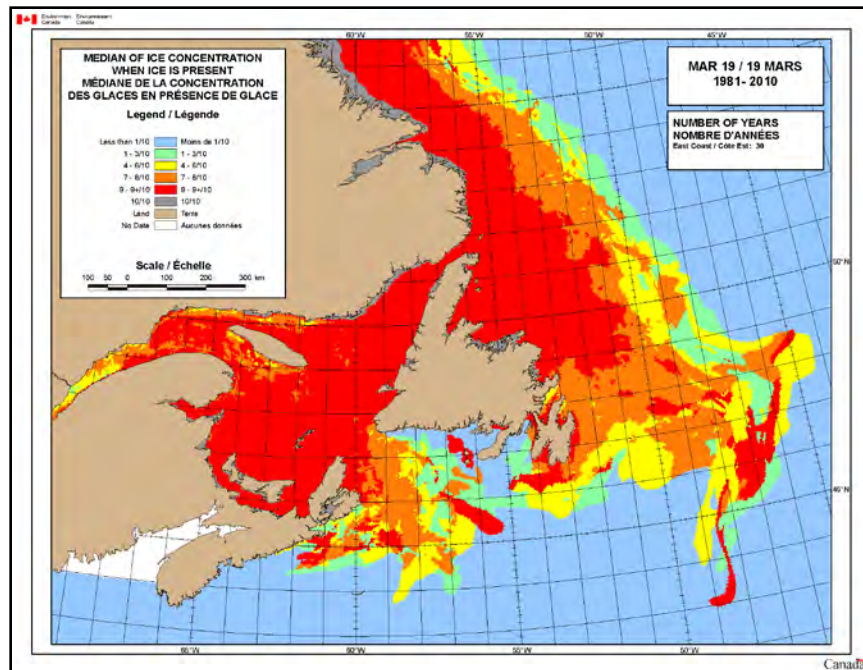 Environment Environnement
Canada Canada
MEDIAN OF ICE CONCENTRATION
WHEN ICE IS PRESENT
MÉDIANE DE LA CONCENTRATION
DES GLACES EN PRÉSENCE DE GLACE
Legend / Légende
Less than 1/10 Moins de 1/10
1 - 3/10 1 - 3/10
4 - 6/10 4 - 6/10
7 - 8/10 7 - 8/10
9 - 9+/10 9 - 9+/10
10/10 10/10
Land Terre
No Data Aucunes données
Scale / Échelle
100 50 0 100 200 300 km
MAR 19 / 19 MARS
1981- 2010
NUMBER OF YEARS
NOMBRE D'ANNÉES
East Coast / Côte Est: 30
60°W 55°W 50°W 45°W
50°N
45°N
65°W 60°W 55°W 50°W
Canada